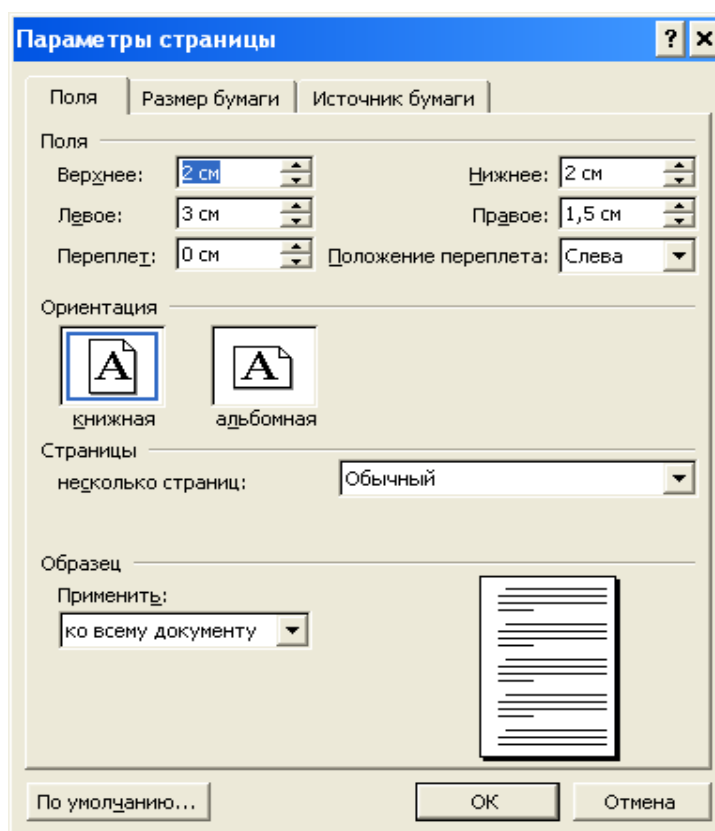 Параметры страницы
Поля Размер бумаги Источник бумаги
Поля
Верхнее: 2 см Нижнее: 2 см
Левое: 3 см Правое: 1,5 см
Переплет: 0 см Положение переплета: Слева
Ориентация
A A
книжная альбомная
Страницы
несколько страниц: Обычный
Образец
Применить:
ко всему документу
По умолчанию... ОК Отмена